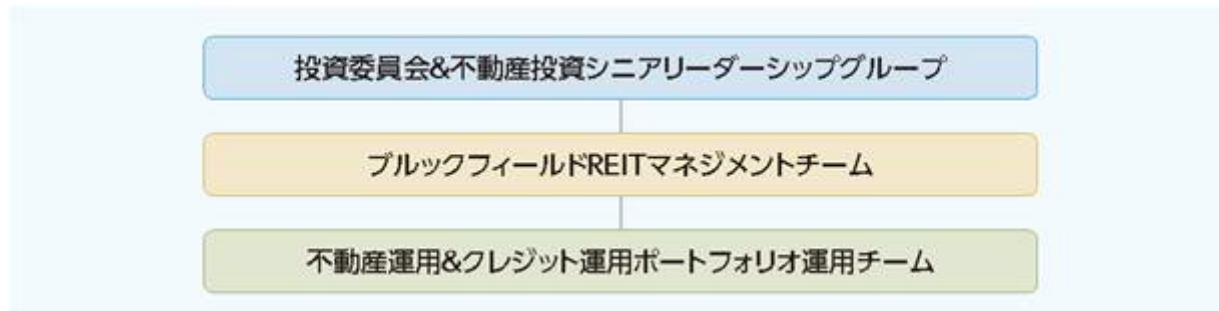 投資委員会&不動産投資シニアリーダーシップグループ
ブルックフィールドREITマネジメントチーム
不動産運用&クレジット運用ポートフォリオ運用チーム